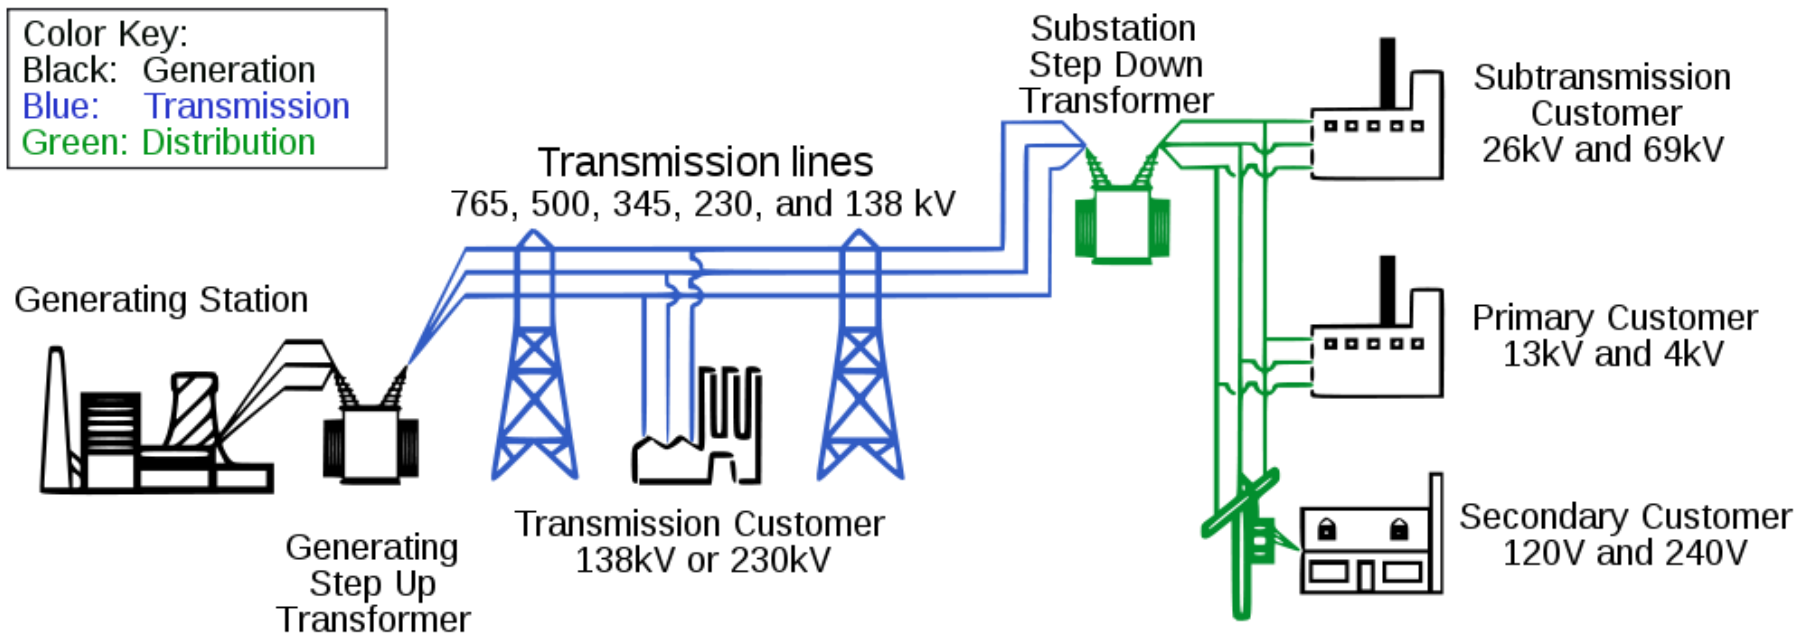 Color Key:
Black: Generation
Blue: Transmission
Green: Distribution
Substation
Step Down
Transformer
Subtransmission
Customer
26kV and 69kV
Transmission lines
765, 500, 345, 230, and 138 kV
Generating Station
Primary Customer
13kV and 4kV
Transmission Customer
138kV or 230kV
Secondary Customer
120V and 240V
Generating
Step Up
Transformer